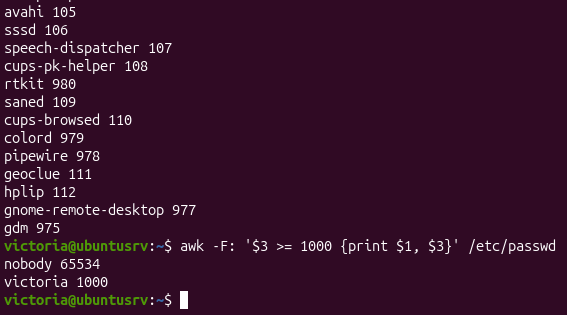 avahi 105
sssd 106
speech-dispatcher 107
cups-pk-helper 108
rtkit 980
saned 109
cups-browsed 110
colord 979
pipewire 978
geoclue 111
hplip 112
gnome-remote-desktop 977
gdm 975
victoria@ubuntusrv:~$ awk -F: '$3 >= 1000 {print $1, $3}' /etc/passwd
nobody 65534
victoria 1000
victoria@ubuntusrv:~$